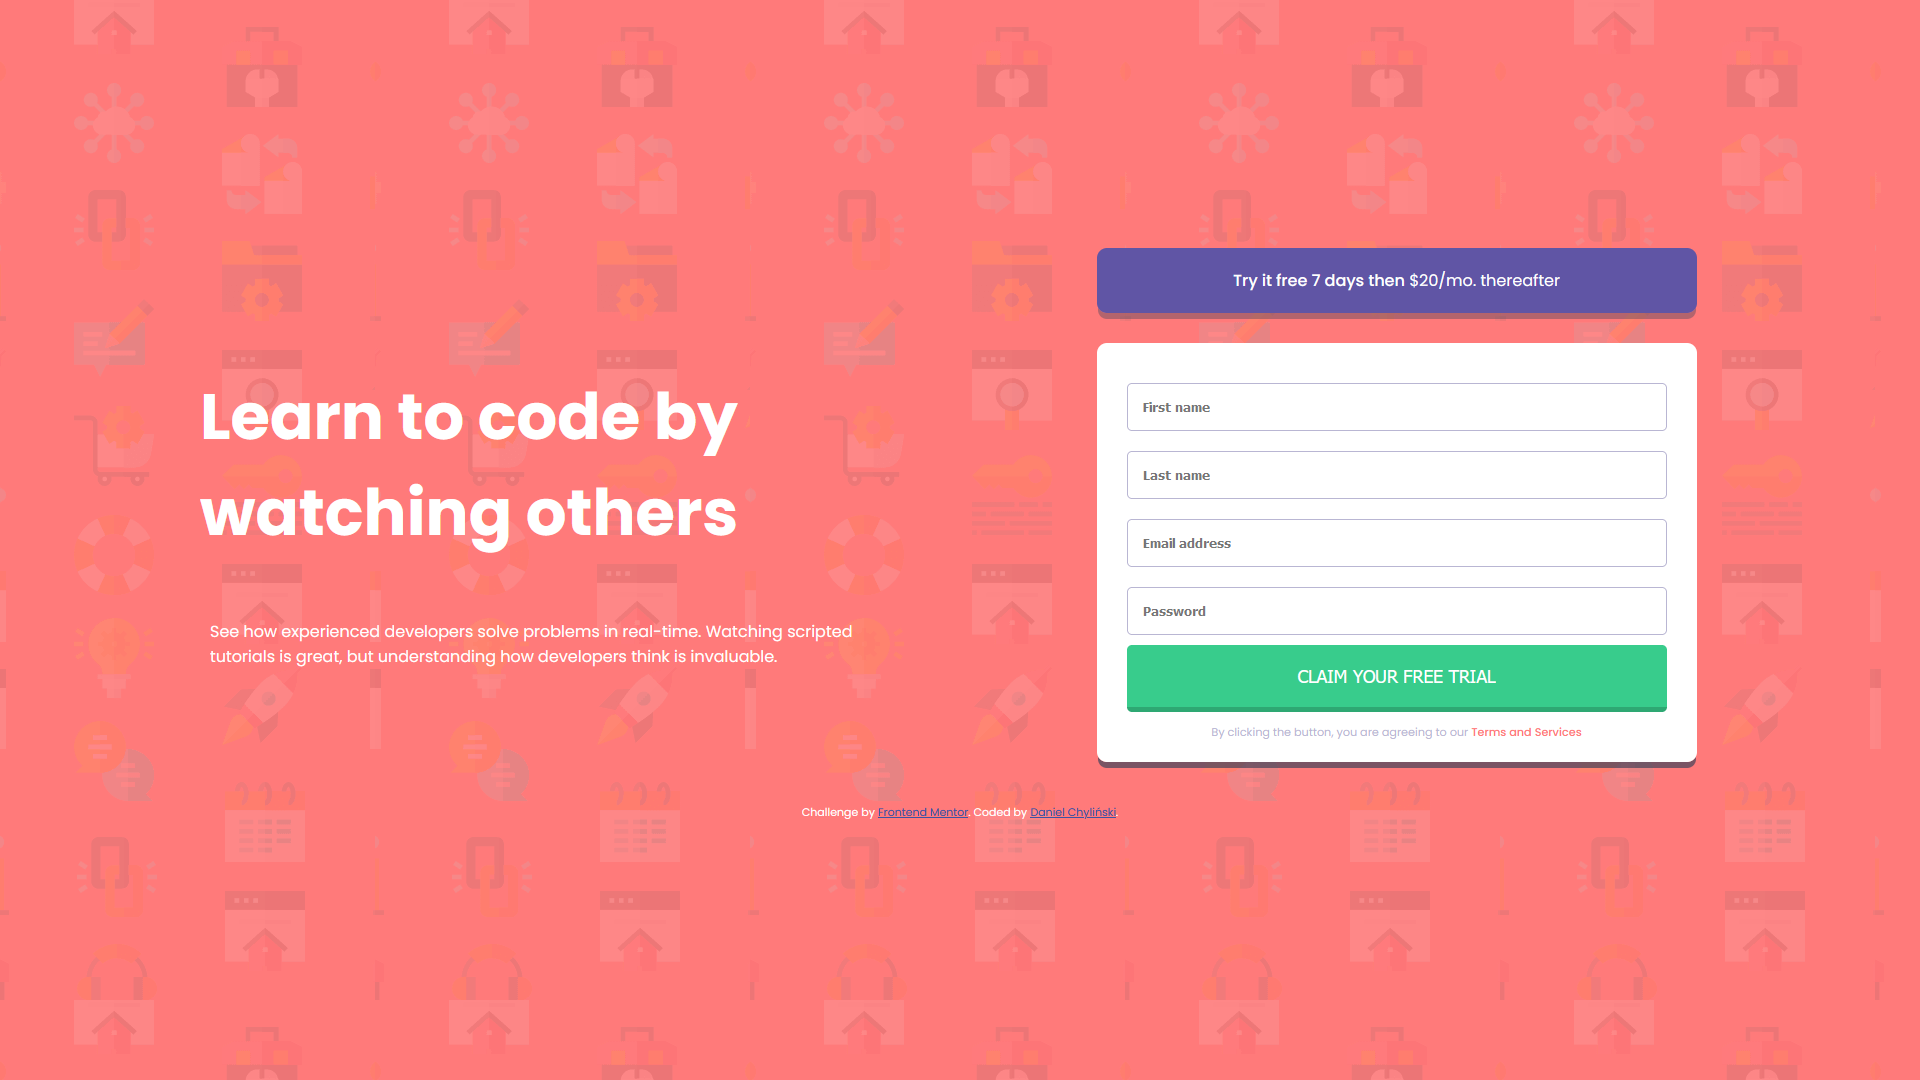 Learn to code by
watching others
See how experienced developers solve problems in real-time. Watching scripted
tutorials is great, but understanding how developers think is invaluable.
Try it free 7 days then $20/mo. thereafter
First name
Last name
Email address
Password
CLAIM YOUR FREE TRIAL
By clicking the button, you are agreeing to our Terms and Services
Challenge by Frontend Mentor. Coded by Daniel Chyliński.